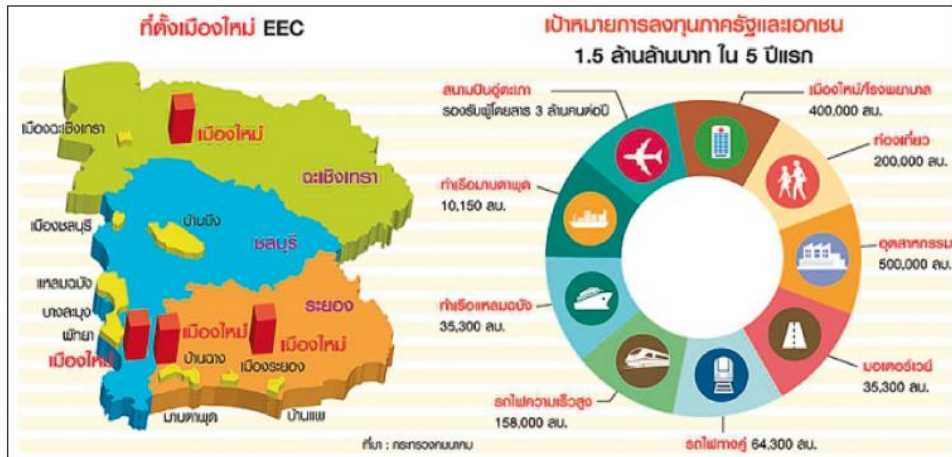 ที่ตั้งเมืองใหม่ EEC
เมืองฉะเชิงเทรา
เมืองใหม่
ฉะเชิงเทรา
เมืองชลบุรี
บ้านบึง
ชลบุรี
แหลมฉบัง
บางละมุง
พัทยา
เมืองใหม่
ระยอง
เมืองใหม่
เมืองใหม่
บ้านฉาง
เมืองระยอง
มาบตาพุด
บ้านเพ
เป้าหมายการลงทุนภาครัฐและเอกชน
1.5 ล้านล้านบาท ใน 5 ปีแรก
สนามบินอู่ตะเภา
รองรับผู้โดยสาร 3 ล้านคนต่อปี
เมืองใหม่/โรงพยาบาล
400,000 ลบ.
ท่องเที่ยว
200,000 ลบ.
ท่าเรือมาบตาพุด
10,150 ลบ.
อุตสาหกรรม
500,000 ลบ.
ท่าเรือแหลมฉบัง
35,300 ลบ.
มอเตอร์เวย์
35,300 ลบ.
รถไฟความเร็วสูง
158,000 ลบ.
รถไฟทางคู่ 64,300 ลบ.
ที่มา : กระทรวงคมนาคม